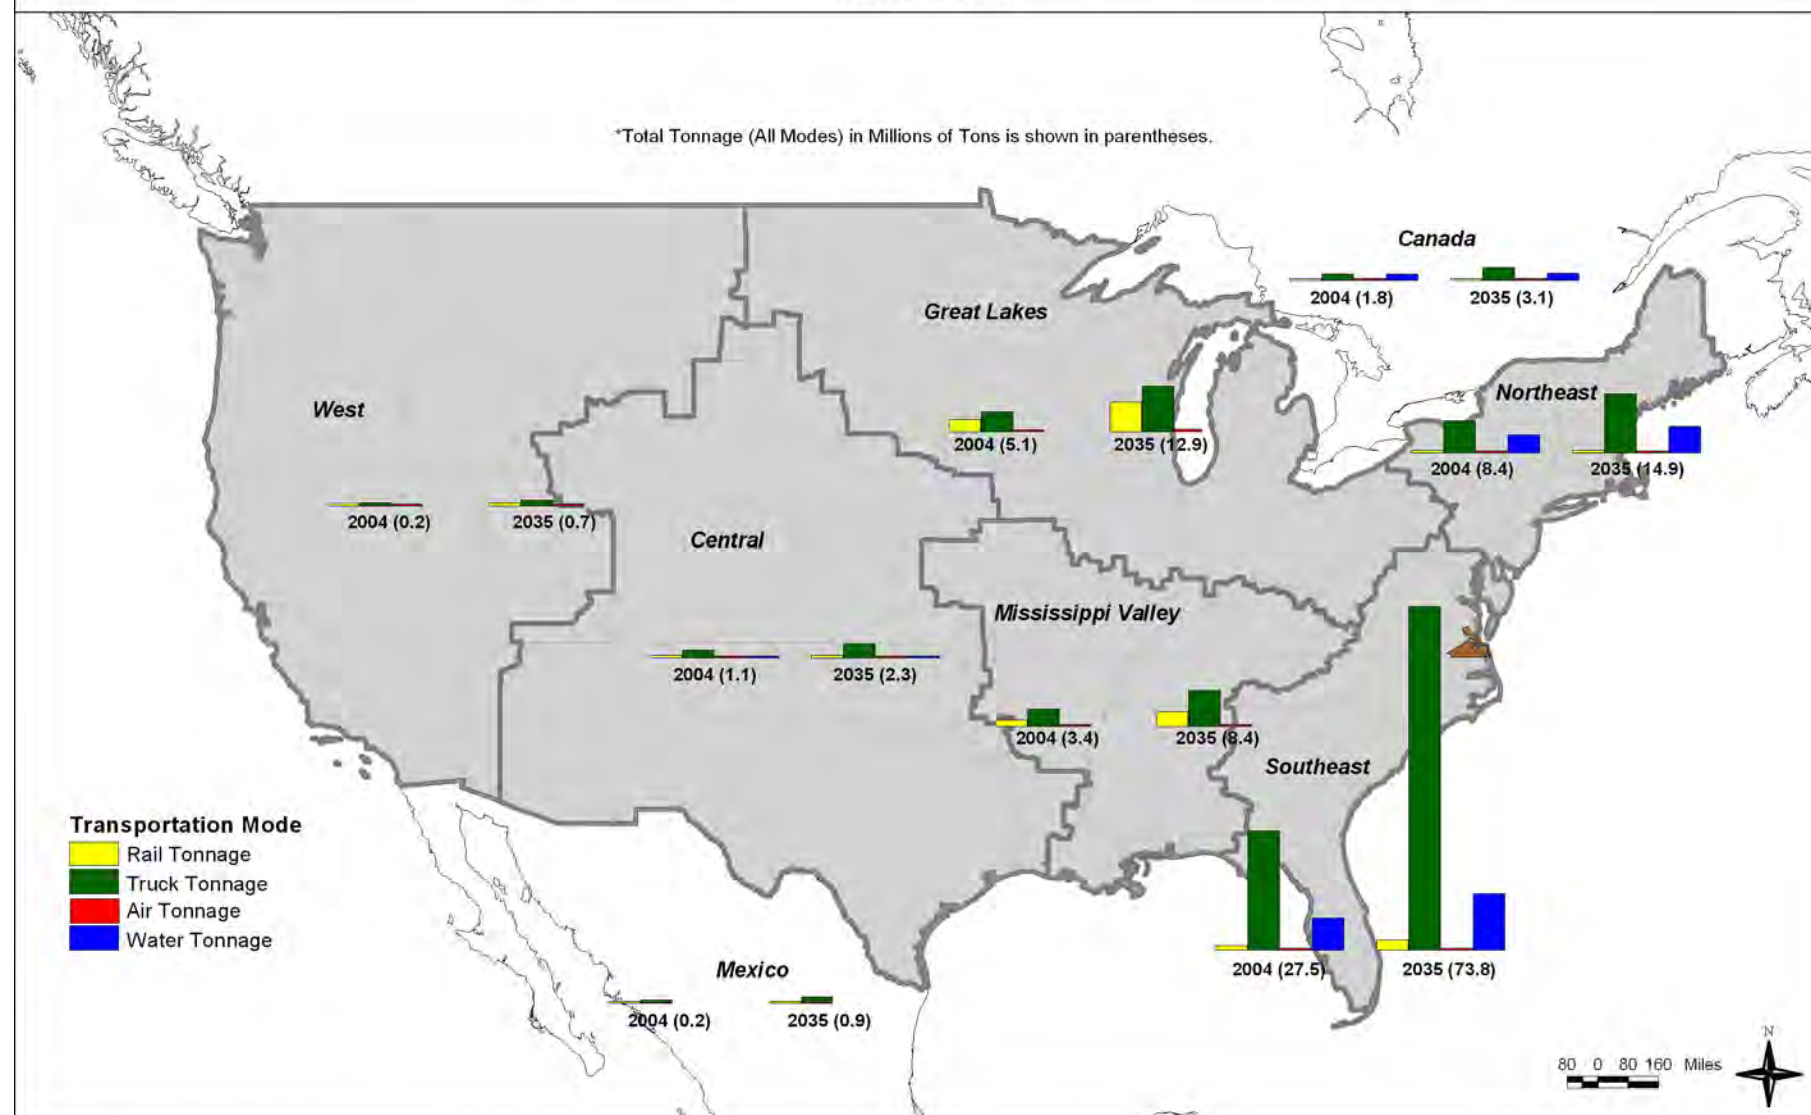 *Total Tonnage (All Modes) in Millions of Tons is shown in parentheses.
Canada
2004 (1.8)
2035 (3.1)
Great Lakes
2004 (5.1)
2035 (12.9)
Northeast
2004 (8.4)
2035 (14.9)
West
2004 (0.2)
2035 (0.7)
Central
2004 (1.1)
2035 (2.3)
Mississippi Valley
2004 (3.4)
2035 (8.4)
Southeast
2004 (27.5)
2035 (73.8)
Mexico
2004 (0.2)
2035 (0.9)
Transportation Mode
Rail Tonnage
Truck Tonnage
Air Tonnage
Water Tonnage
80 0 80 160 Miles
N